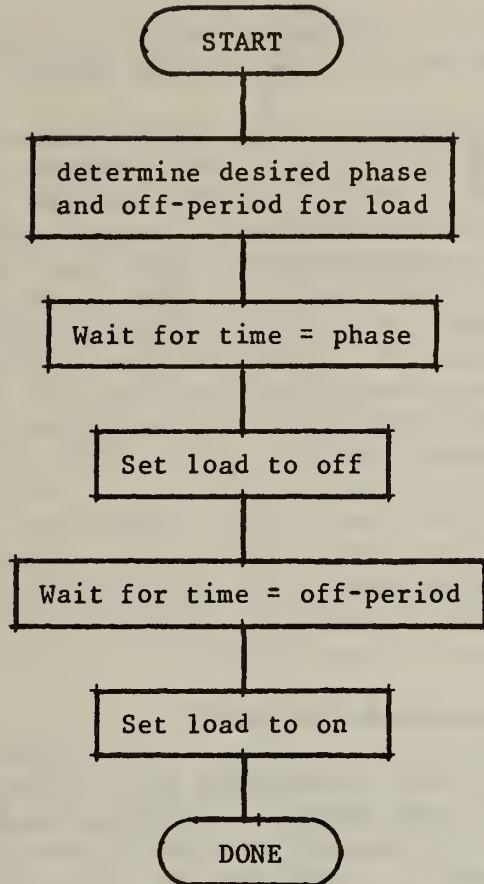 START
determine desired phase
and off-period for load
Wait for time = phase
Set load to off
Wait for time = off-period
Set load to on
DONE